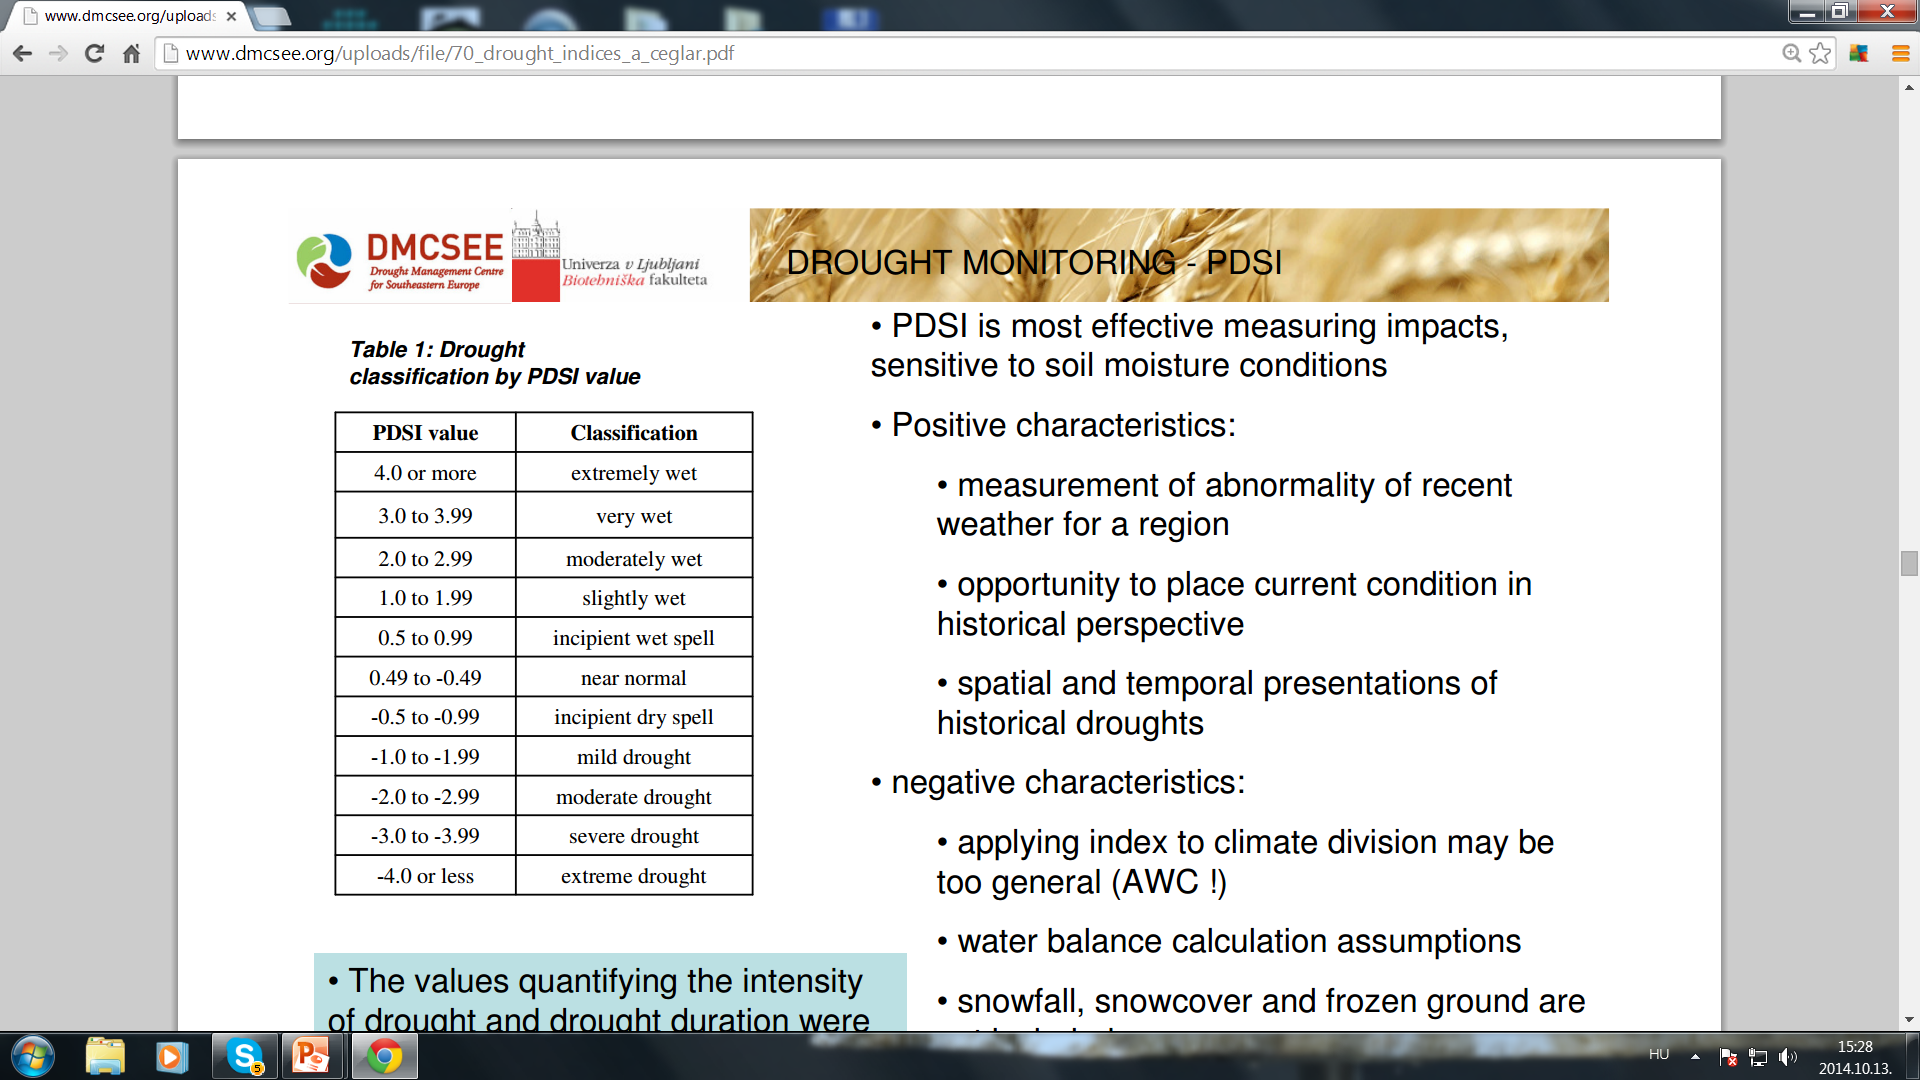 www.dmcsee.org/uploads
www.dmcsee.org/uploads/file/70_drought_indices_a_ceglar.pdf
DMCSEE
Drought Management Centre
for Southeastern Europe
Univerza v Ljubljani
Biotehniška fakulteta
DROUGHT MONITORING - PDSI
Table 1: Drought
classification by PDSI value
PDSI value Classification
4.0 or more extremely wet
3.0 to 3.99 very wet
2.0 to 2.99 moderately wet
1.0 to 1.99 slightly wet
0.5 to 0.99 incipient wet spell
0.49 to -0.49 near normal
-0.5 to -0.99 incipient dry spell
-1.0 to -1.99 mild drought
-2.0 to -2.99 moderate drought
-3.0 to -3.99 severe drought
-4.0 or less extreme drought
• The values quantifying the intensity
of drought and drought duration were
• PDSI is most effective measuring impacts,
sensitive to soil moisture conditions
• Positive characteristics:
• measurement of abnormality of recent
weather for a region
• opportunity to place current condition in
historical perspective
• spatial and temporal presentations of
historical droughts
• negative characteristics:
• applying index to climate division may be
too general (AWC !)
• water balance calculation assumptions
• snowfall, snowcover and frozen ground are
5
HU
15:28
2014.10.13.